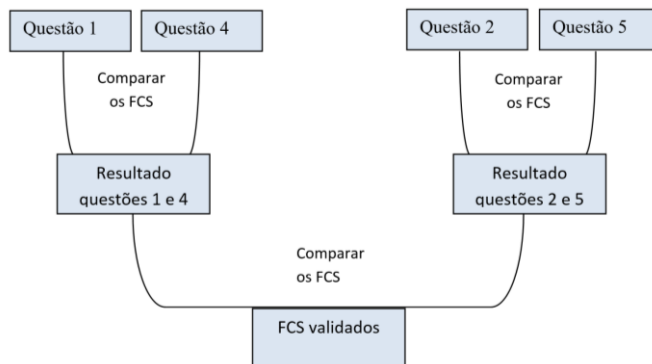 Questão 1
Questão 4
Questão 2
Questão 5
Comparar
os FCS
Comparar
os FCS
Resultado
questões 1 e 4
Resultado
questões 2 e 5
Comparar
os FCS
FCS validados